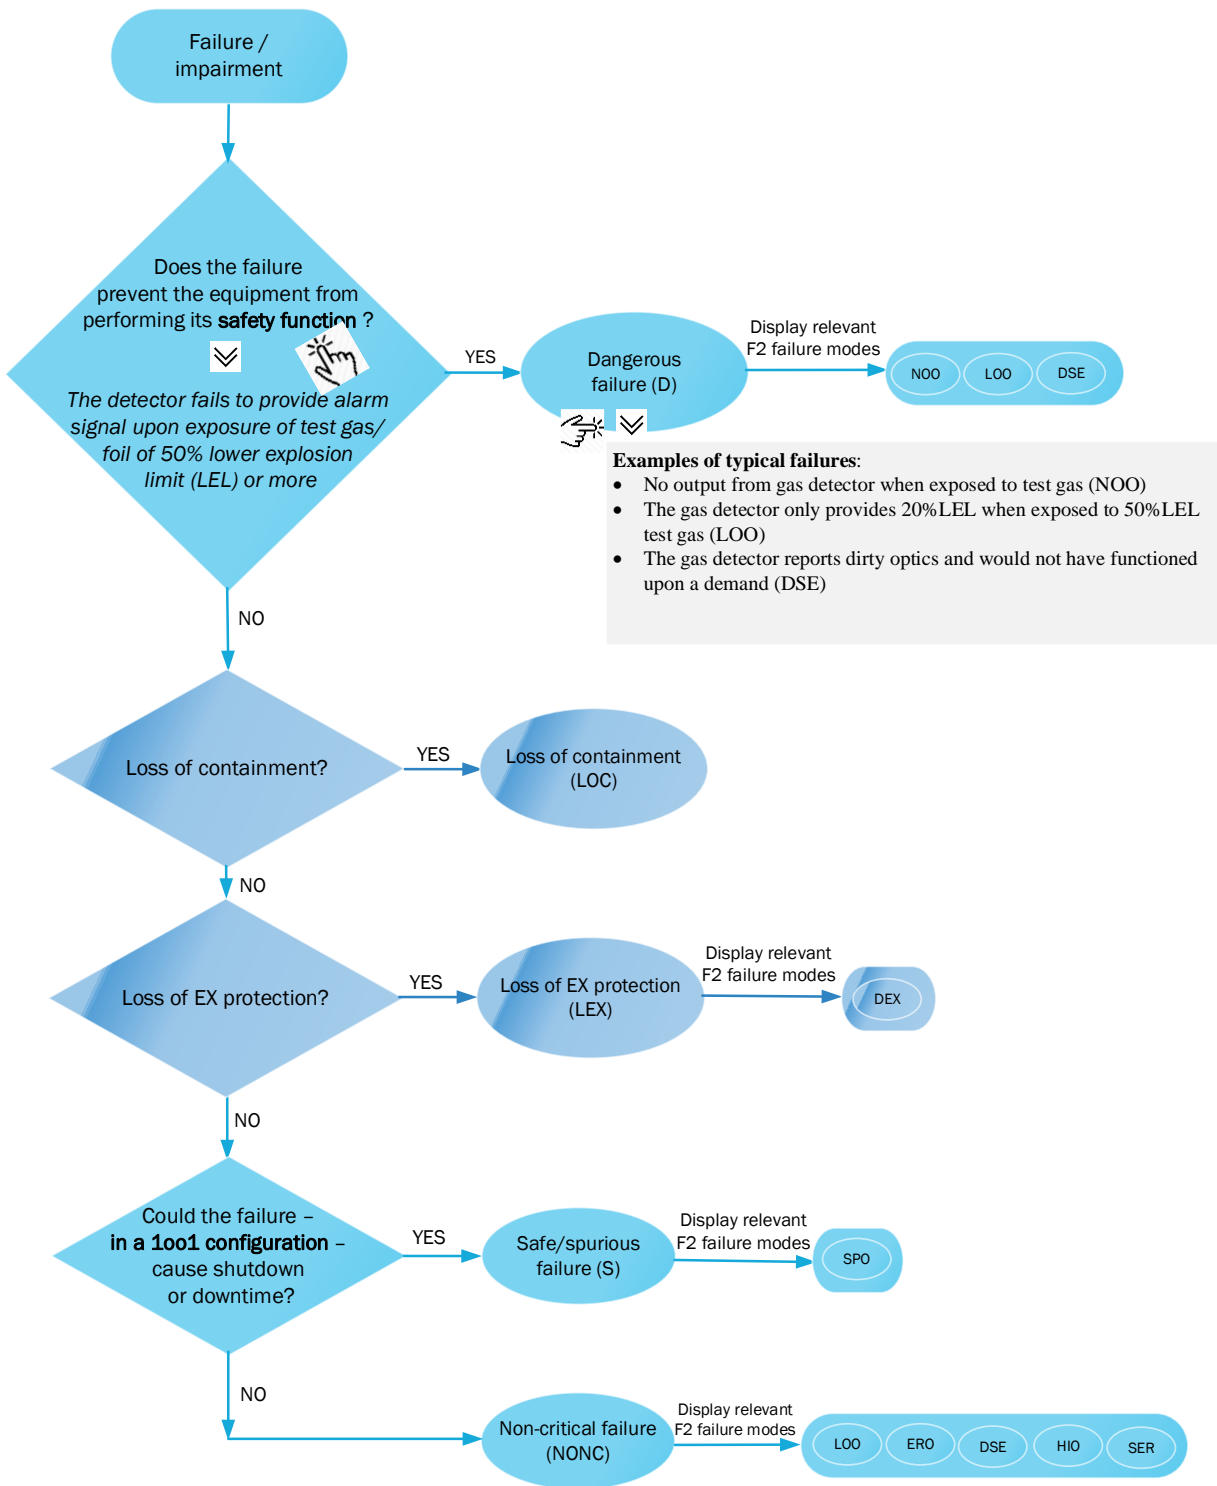 Failure /
impairment
Does the failure
prevent the equipment from
performing its safety function ?
The detector fails to provide alarm
signal upon exposure of test gas/
foil of 50% lower explosion
limit (LEL) or more
YES
Dangerous
failure (D)
Display relevant
F2 failure modes
NOO LOO DSE
Examples of typical failures:
• No output from gas detector when exposed to test gas (NOO)
• The gas detector only provides 20%LEL when exposed to 50%LEL
test gas (LOO)
• The gas detector reports dirty optics and would not have functioned
upon a demand (DSE)
NO
Loss of containment?
YES
Loss of containment
(LOC)
NO
Loss of EX protection?
YES
Loss of EX protection
(LEX)
Display relevant
F2 failure modes
DEX
NO
Could the failure –
in a 1oo1 configuration –
cause shutdown
or downtime?
YES
Safe/spurious
failure (S)
Display relevant
F2 failure modes
SPO
NO
Non-critical failure
(NONC)
Display relevant
F2 failure modes
LOO ERO DSE HIO SER